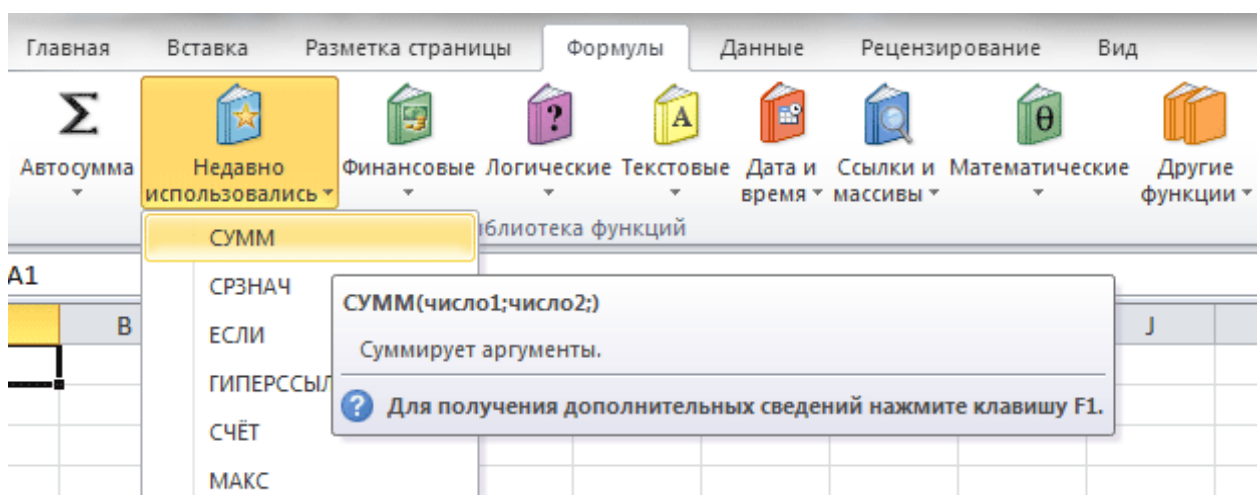 Главная Вставка Разметка страницы Формулы Данные Рецензирование Вид
Σ ? A θ
Автосумма Недавно использовались Финансовые Логические Текстовые Дата и время Ссылки и массивы Математические Другие функции
блиотека функций
СУММ
A1
СРЗНАЧ
СУММ(число1;число2;)
B J
ЕСЛИ
Суммирует аргументы.
ГИПЕРССЫЛ
? Для получения дополнительных сведений нажмите клавишу F1.
СЧЁТ
МАКС